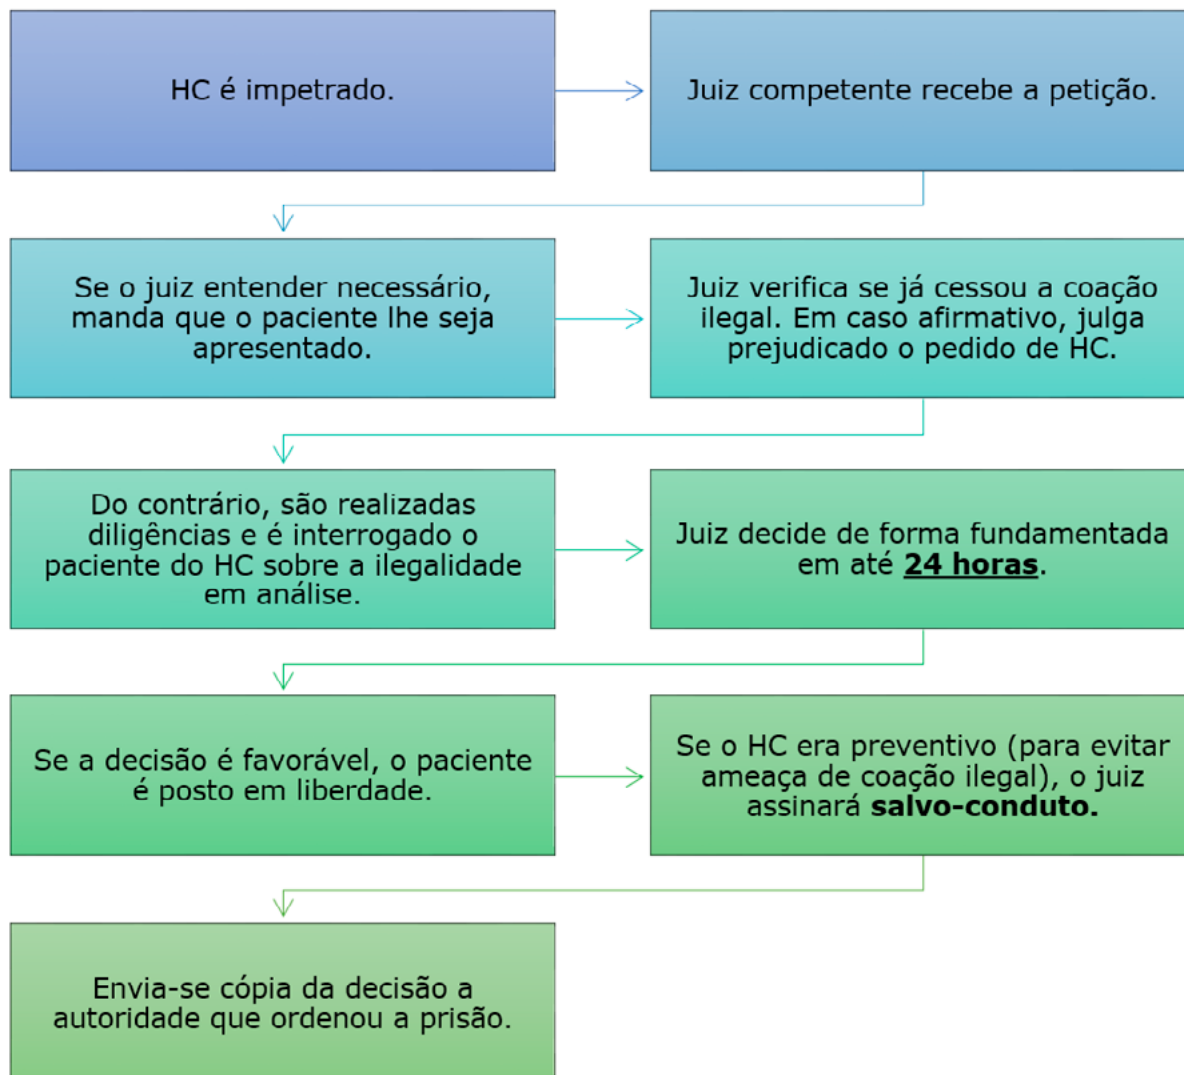 HC é impetrado.
Juiz competente recebe a petição.
Se o juiz entender necessário,
manda que o paciente lhe seja
apresentado.
Juiz verifica se já cessou a coação
ilegal. Em caso afirmativo, julga
prejudicado o pedido de HC.
Do contrário, são realizadas
diligências e é interrogado o
paciente do HC sobre a ilegalidade
em análise.
Juiz decide de forma fundamentada
em até 24 horas.
Se a decisão é favorável, o paciente
é posto em liberdade.
Se o HC era preventivo (para evitar
ameaça de coação ilegal), o juiz
assinará salvo-conduto.
Envia-se cópia da decisão a
autoridade que ordenou a prisão.